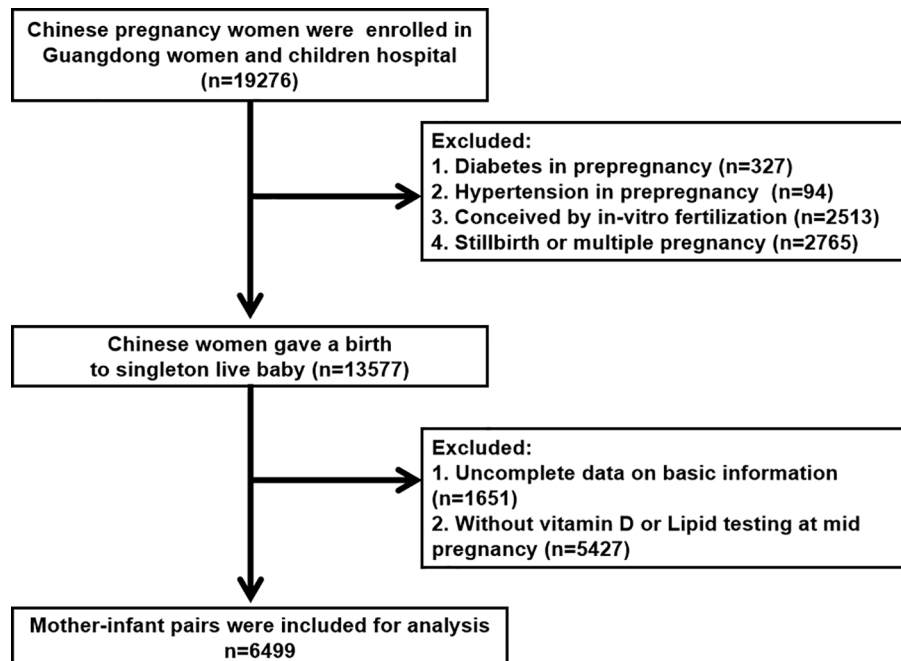 Chinese pregnancy women were enrolled in
Guangdong women and children hospital
(n=19276)
Excluded:
1. Diabetes in prepregnancy (n=327)
2. Hypertension in prepregnancy (n=94)
3. Conceived by in-vitro fertilization (n=2513)
4. Stillbirth or multiple pregnancy (n=2765)
Chinese women gave a birth
to singleton live baby (n=13577)
Excluded:
1. Uncomplete data on basic information
(n=1651)
2. Without vitamin D or Lipid testing at mid
pregnancy (n=5427)
Mother-infant pairs were included for analysis
n=6499